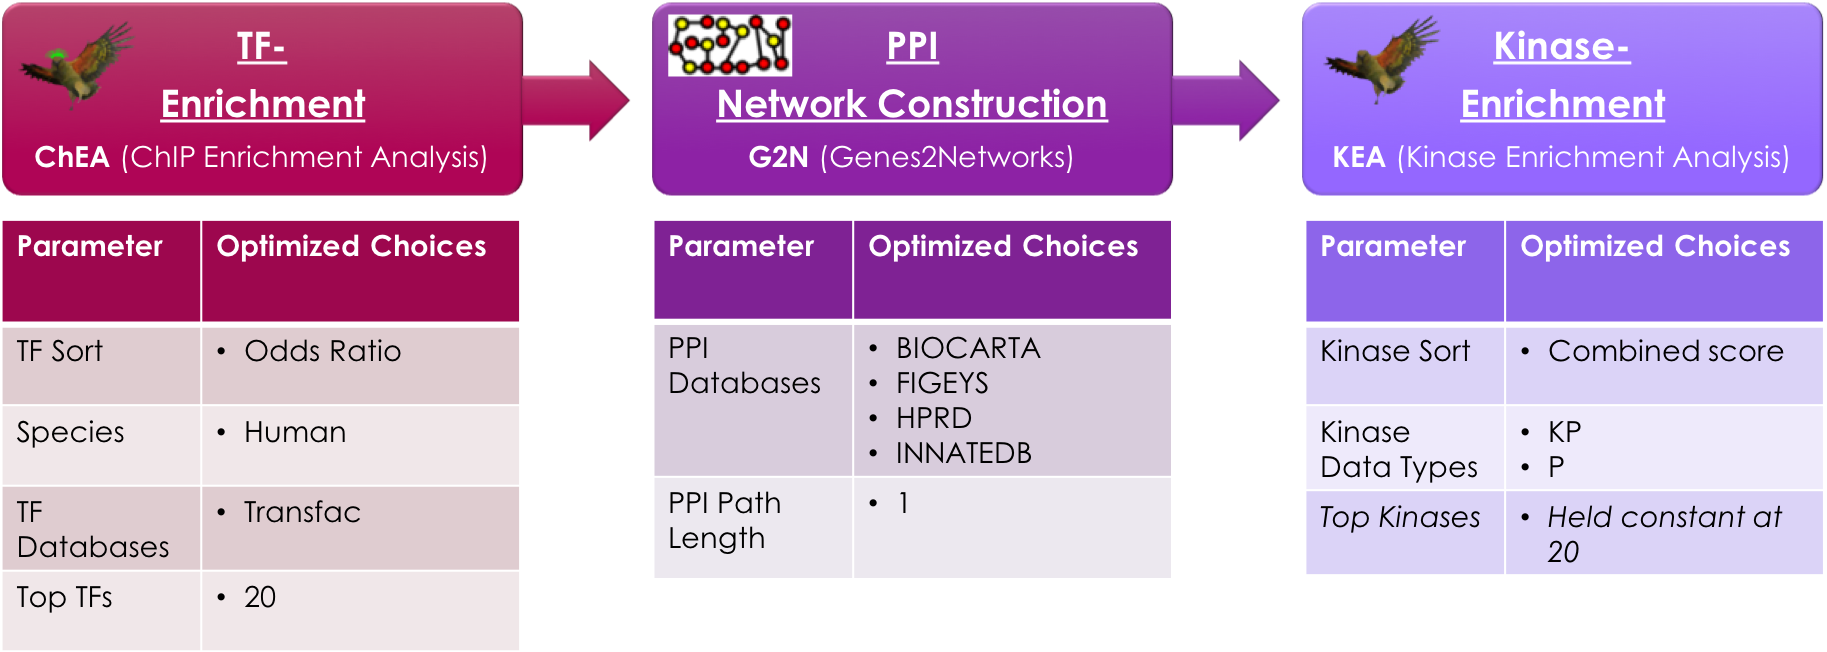 TF-
Enrichment
ChEA (ChIP Enrichment Analysis)
PPI
Network Construction
G2N (Genes2Networks)
Kinase-
Enrichment
KEA (Kinase Enrichment Analysis)
Parameter
Optimized Choices
TF Sort
• Odds Ratio
Species
• Human
TF
Databases
• Transfac
Top TFs
• 20
Parameter
Optimized Choices
PPI
Databases
• BIOCARTA
• FIGEYS
• HPRD
• INNATEDB
PPI Path
Length
• 1
Parameter
Optimized Choices
Kinase Sort
• Combined score
Kinase
Data Types
• KP
• P
Top Kinases
• Held constant at
20